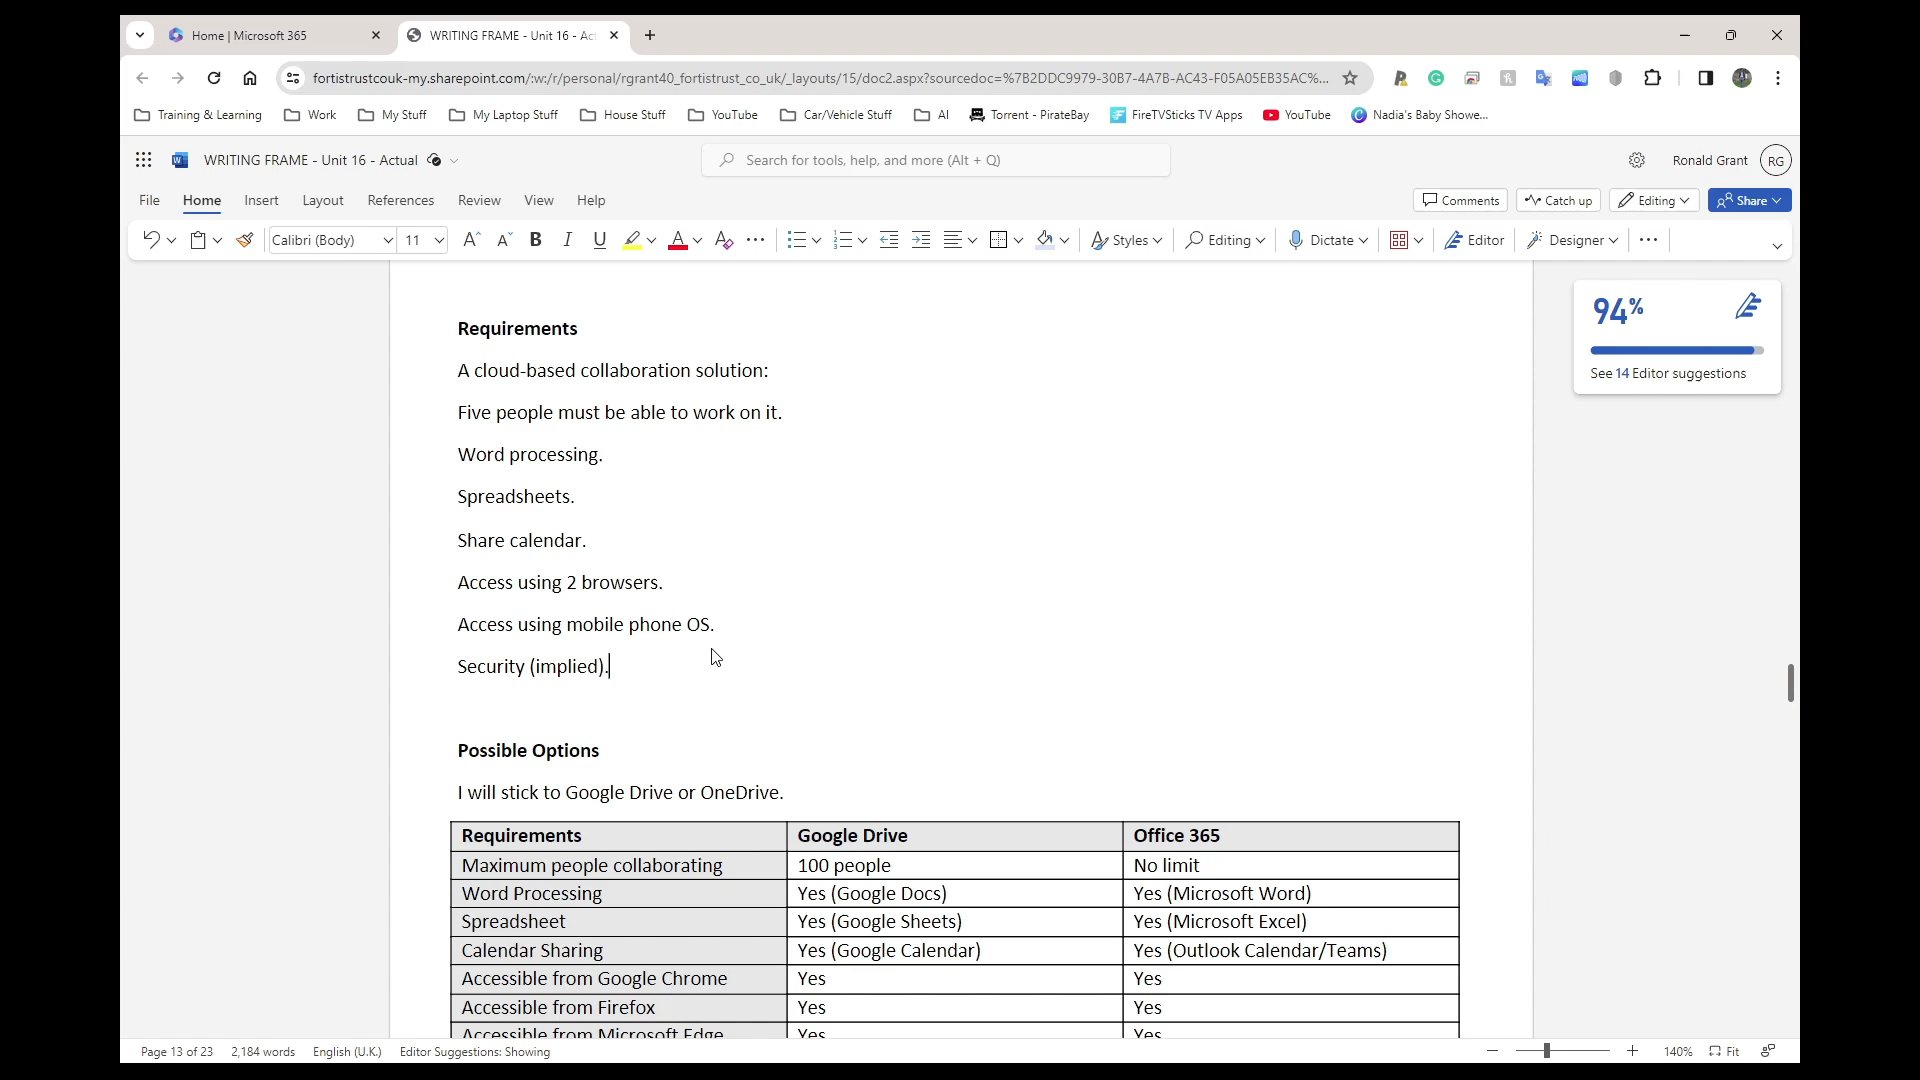 Home | Microsoft 365
WRITING FRAME - Unit 16 - Act
fortistrustcouk-my.sharepoint.com/:w:/r/personal/rgrant40_fortistrust_co_uk/_layouts/15/doc2.aspx?sourcedoc=%7B2DDC9979-30B7-4A7B-AC43-F05A05EB35AC%...
Training & Learning Work My Stuff My Laptop Stuff House Stuff YouTube Car/Vehicle Stuff AI Torrent - PirateBay FireTVSticks TV Apps YouTube Nadia's Baby Showe...
WRITING FRAME - Unit 16 - Actual Search for tools, help, and more (Alt + Q) Ronald Grant RG
File Home Insert Layout References Review View Help Comments Catch up Editing Share
Calibri (Body) 11 A A B I U A A Styles Editing Dictate Editor Designer
94%
See 14 Editor suggestions
Requirements
A cloud-based collaboration solution:
Five people must be able to work on it.
Word processing.
Spreadsheets.
Share calendar.
Access using 2 browsers.
Access using mobile phone OS.
Security (implied).
Possible Options
I will stick to Google Drive or OneDrive.
Requirements Google Drive Office 365
Maximum people collaborating 100 people No limit
Word Processing Yes (Google Docs) Yes (Microsoft Word)
Spreadsheet Yes (Google Sheets) Yes (Microsoft Excel)
Calendar Sharing Yes (Google Calendar) Yes (Outlook Calendar/Teams)
Accessible from Google Chrome Yes Yes
Accessible from Firefox Yes Yes
Accessible from Microsoft Edge Yes Yes
Page 13 of 23 2,184 words English (U.K.) Editor Suggestions: Showing 140% Fit